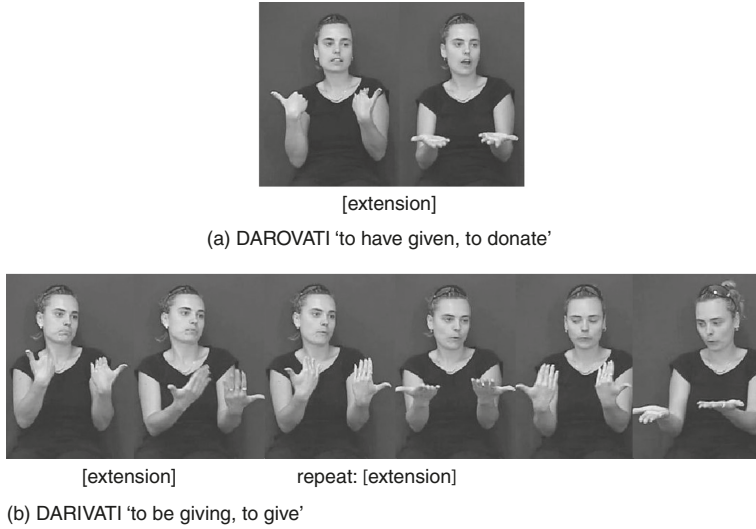 [extension]
(a) DAROVATI ‘to have given, to donate’
[extension] repeat: [extension]
(b) DARIVATI ‘to be giving, to give’